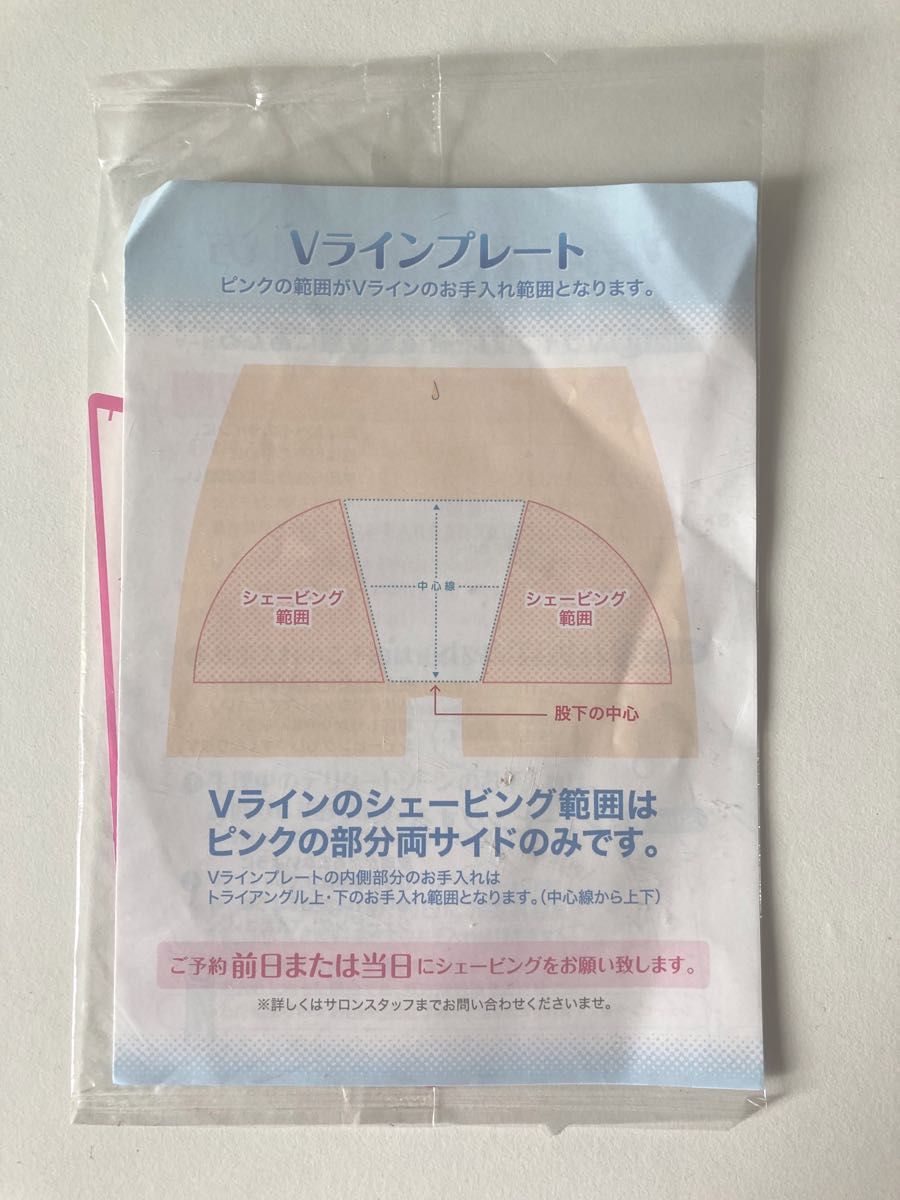 Vラインプレート
ピンクの範囲がVラインのお手入れ範囲となります。
中心線
シェービング
範囲
シェービング
範囲
股下の中心
Vラインのシェービング範囲は
ピンクの部分両サイドのみです。
Vラインプレートの内側部分のお手入れは
トライアングル上・下のお手入れ範囲となります。(中心線から上下)
ご予約前日または当日にシェービングをお願い致します。
※詳しくはサロンスタッフまでお問い合わせくださいませ。